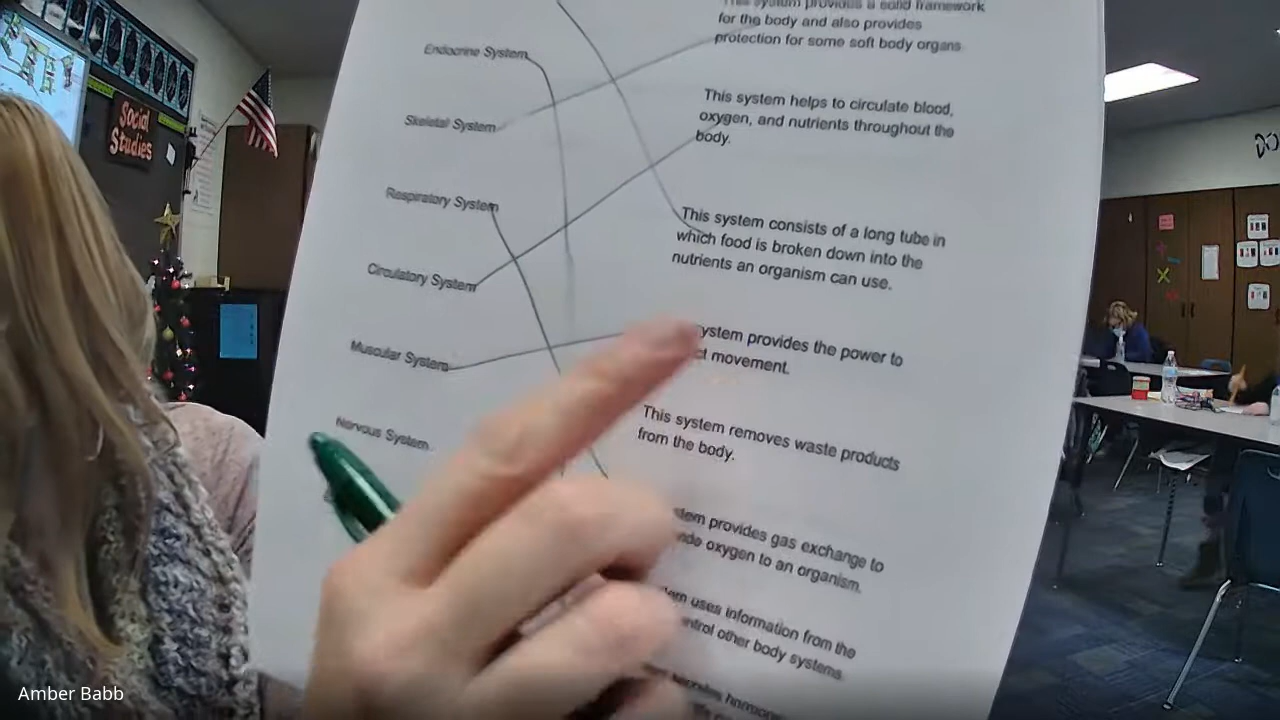 Social
Studies
This system provides a solid framework
for the body and also provides
protection for some soft body organs
Endocrine System
This system helps to circulate blood,
oxygen, and nutrients throughout the
body.
Skeletal System
Respiratory System
This system consists of a long tube in
which food is broken down into the
nutrients an organism can use.
Circulatory System
system provides the power to
movement.
Muscular System
This system removes waste products
from the body.
Nervous System
provides gas exchange to
oxygen to an organism.
uses information from the
other body systems.
Amber Babb